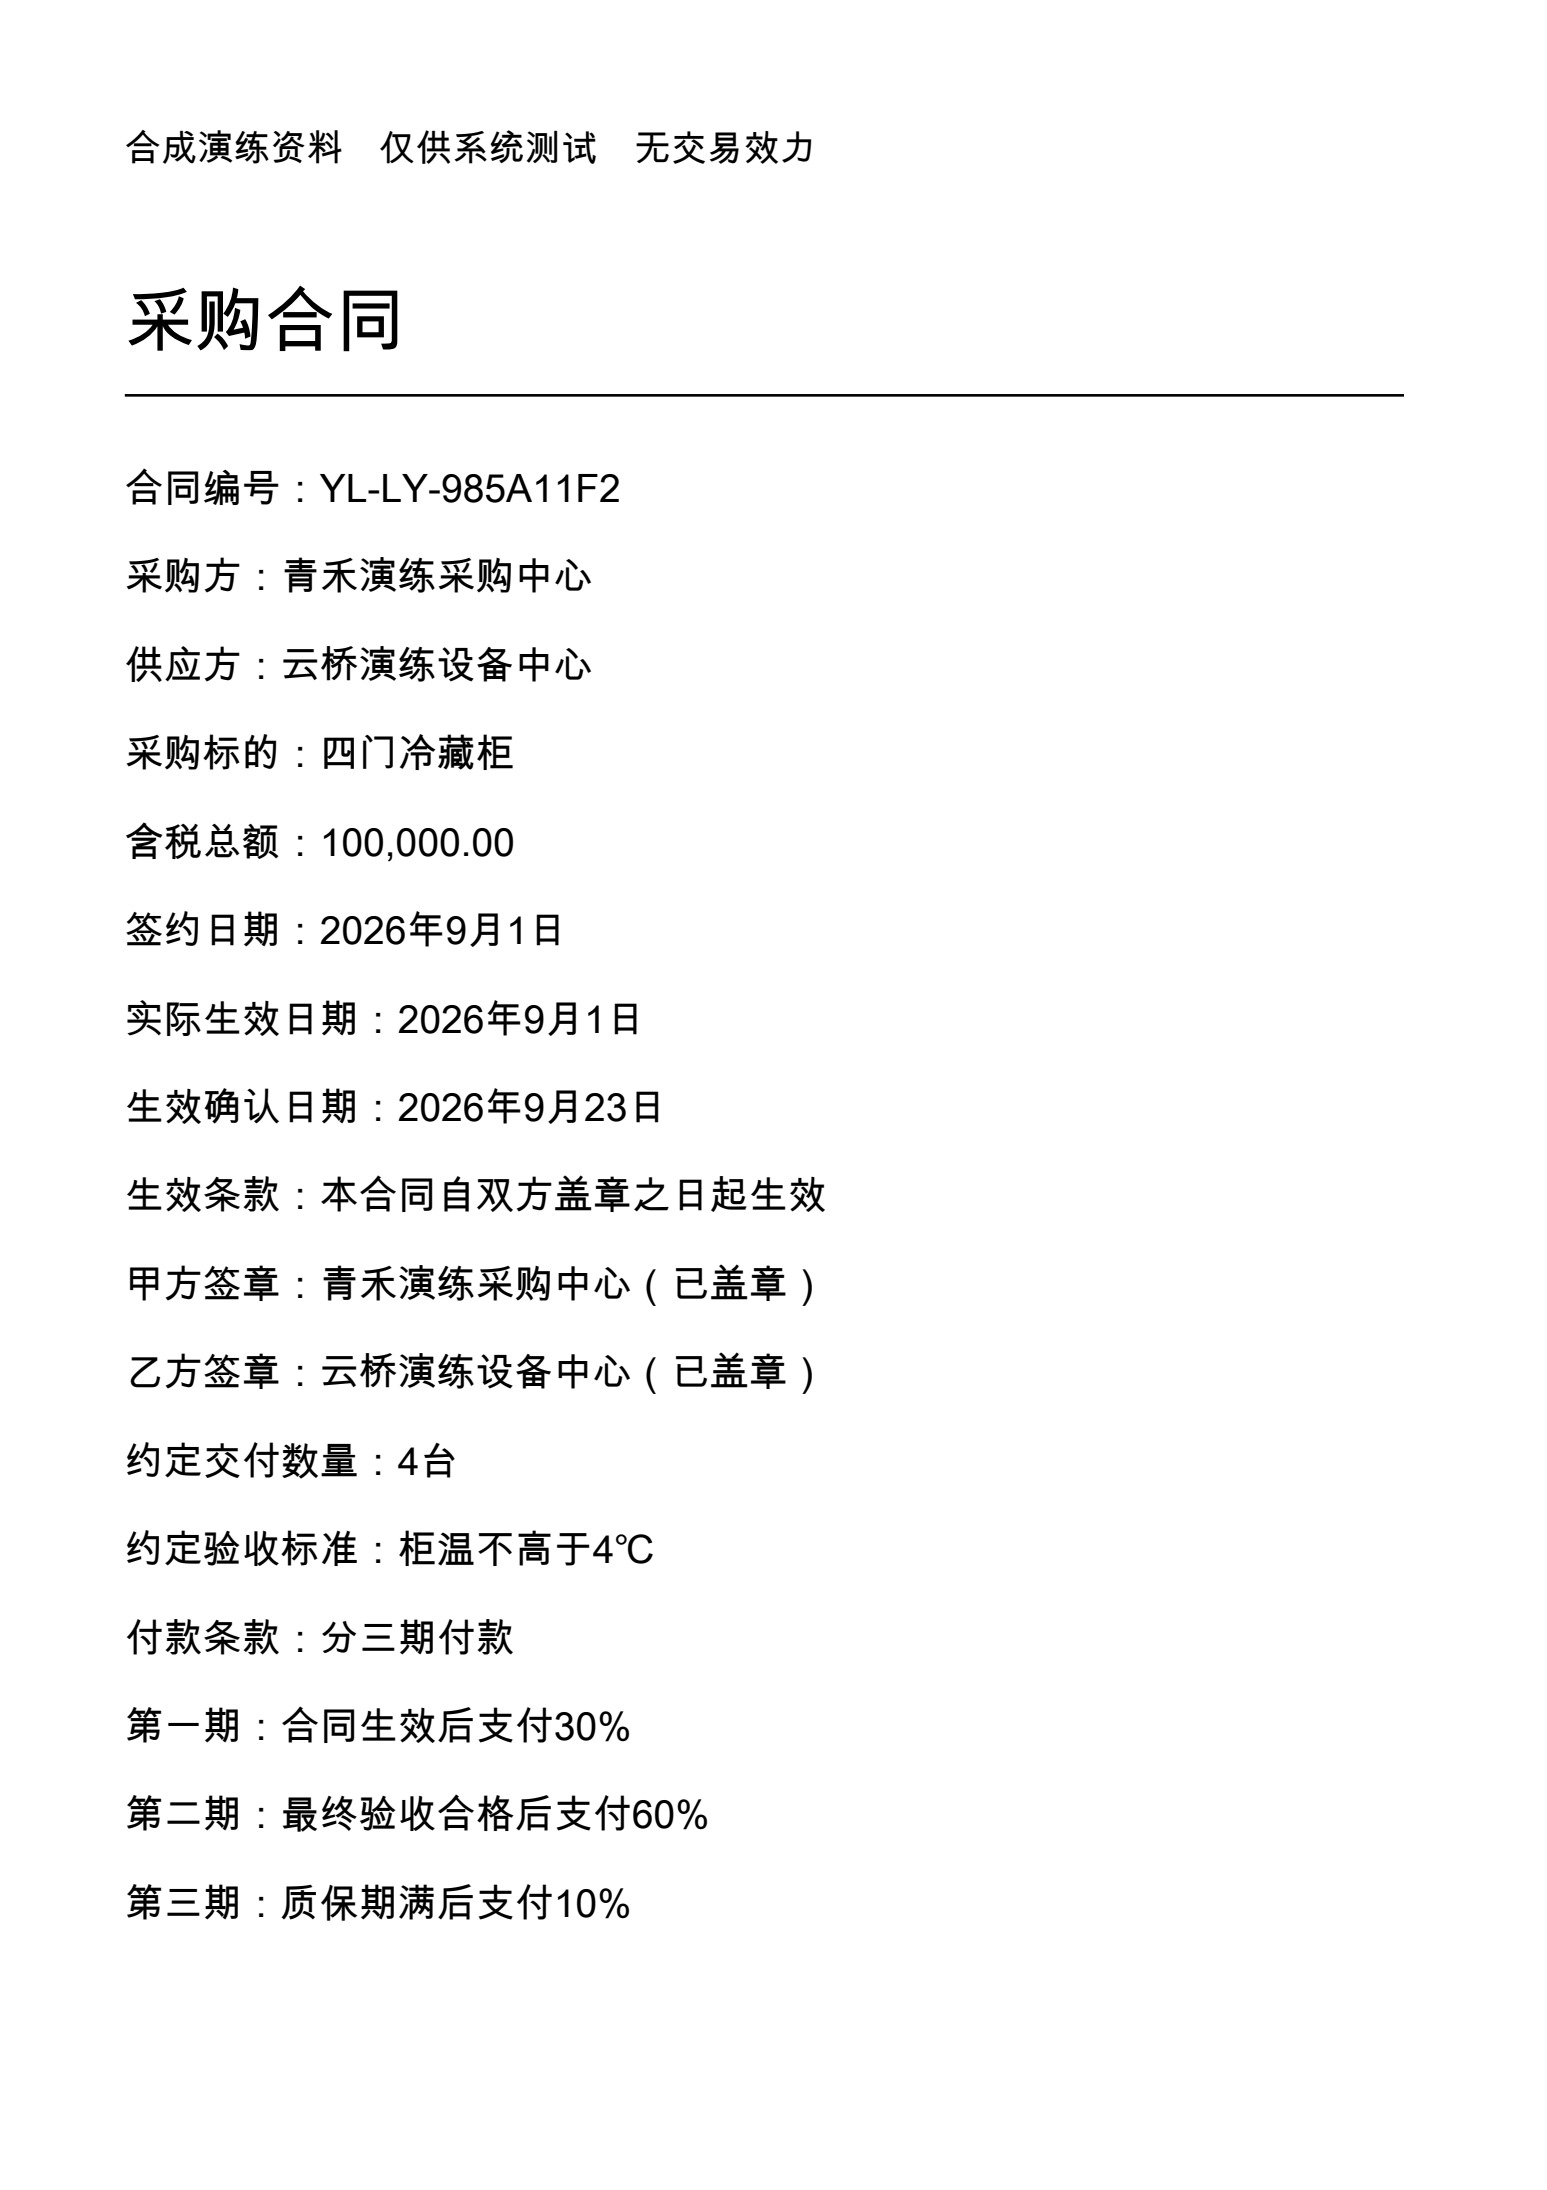 合成演练资料　仅供系统测试　无交易效力
采购合同
合同编号：YL-LY-985A11F2
采购方：青禾演练采购中心
供应方：云桥演练设备中心
采购标的：四门冷藏柜
含税总额：100,000.00
签约日期：2026年9月1日
实际生效日期：2026年9月1日
生效确认日期：2026年9月23日
生效条款：本合同自双方盖章之日起生效
甲方签章：青禾演练采购中心（已盖章）
乙方签章：云桥演练设备中心（已盖章）
约定交付数量：4台
约定验收标准：柜温不高于4℃
付款条款：分三期付款
第一期：合同生效后支付30%
第二期：最终验收合格后支付60%
第三期：质保期满后支付10%